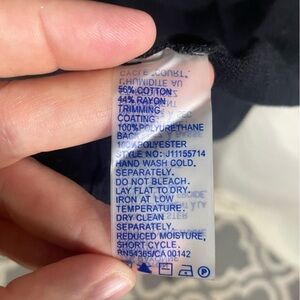 56% COTTON
44% RAYON
TRIMMING
COATING:
100%POLYURETHANE
BACK
100%POLYESTER
STYLE NO: J11155714
HAND WASH COLD.
SEPARATELY.
DO NOT BLEACH.
LAY FLAT TO DRY.
IRON AT LOW
TEMPERATURE.
DRY CLEAN
SEPARATELY.
REDUCED MOISTURE,
SHORT CYCLE.
RN54365/CA00142